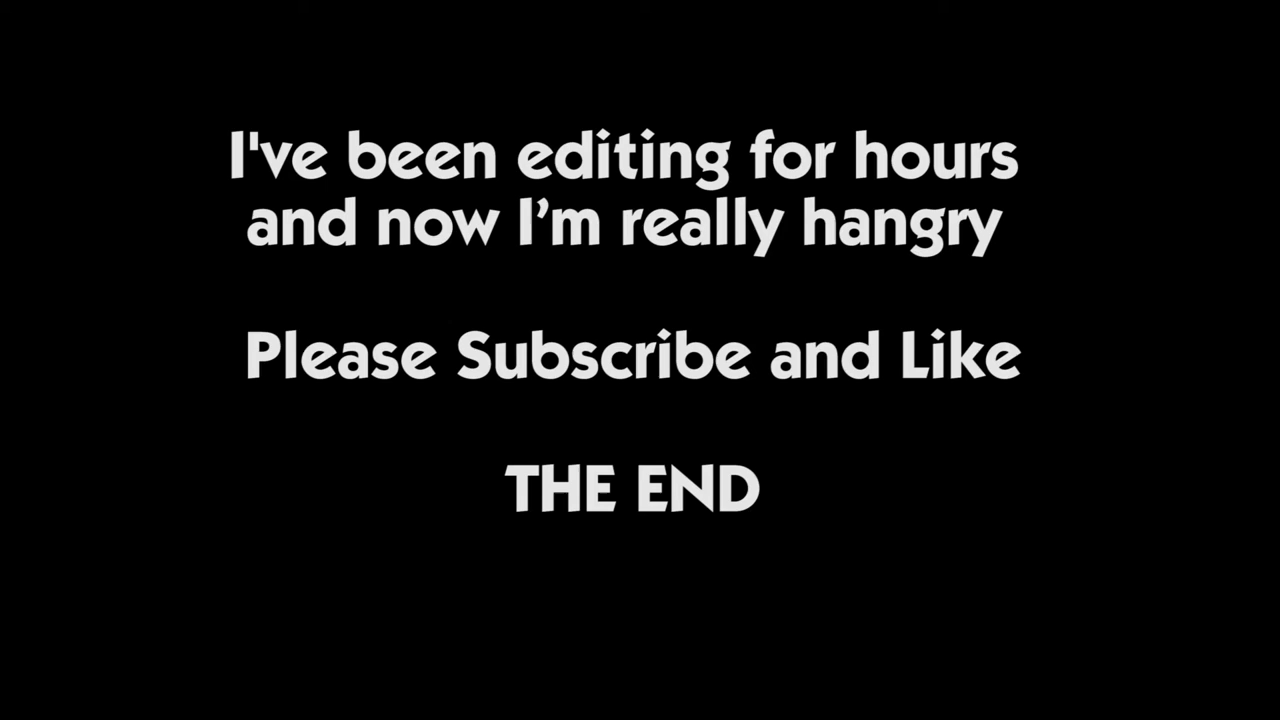 I've been editing for hours
and now I’m really hangry
Please Subscribe and Like
THE END